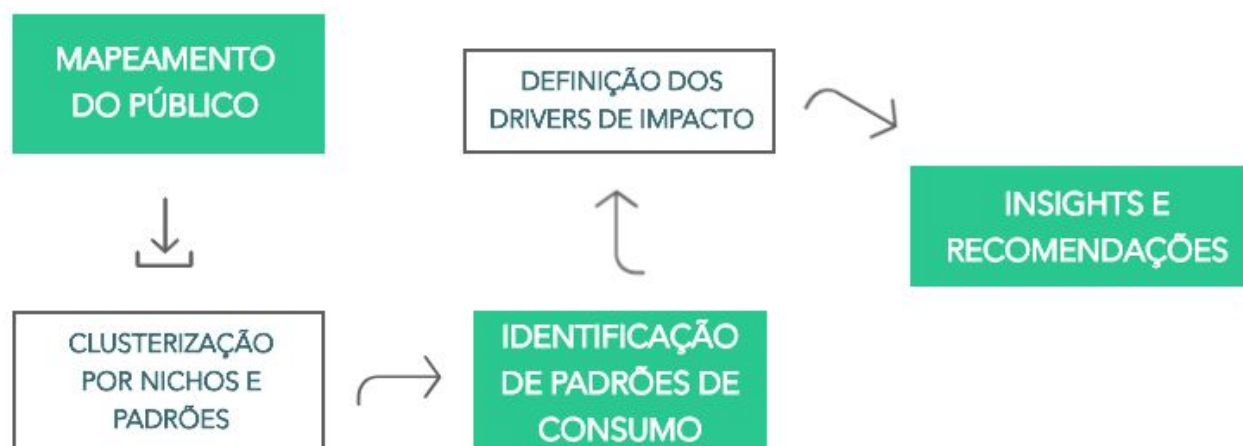 MAPEAMENTO
DO PÚBLICO
CLUSTERIZAÇÃO
POR NICHOS E
PADRÕES
IDENTIFICAÇÃO
DE PADRÕES DE
CONSUMO
DEFINIÇÃO DOS
DRIVERS DE IMPACTO
INSIGHTS E
RECOMENDAÇÕES